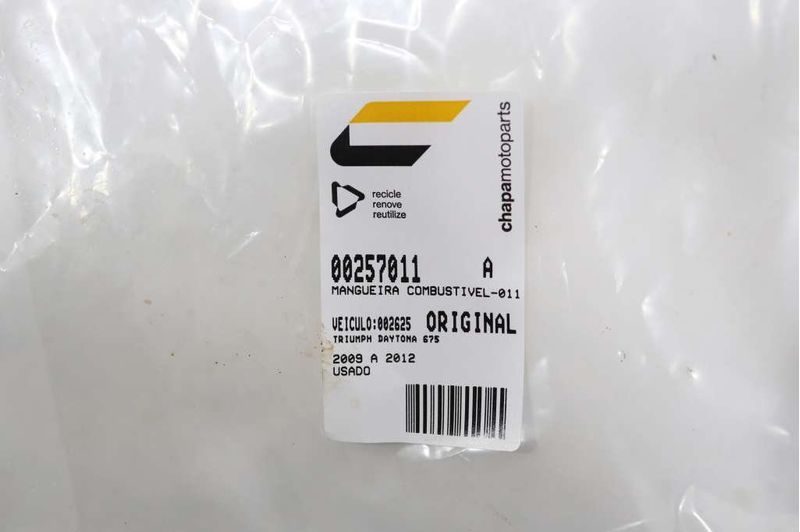 chapamotoparts
recicle
renove
reutilize
00257011 A
MANGUEIRA COMBUSTIVEL-011
VEICULO:002625 ORIGINAL
TRIUMPH DAYTONA 675
2009 A 2012
USADO